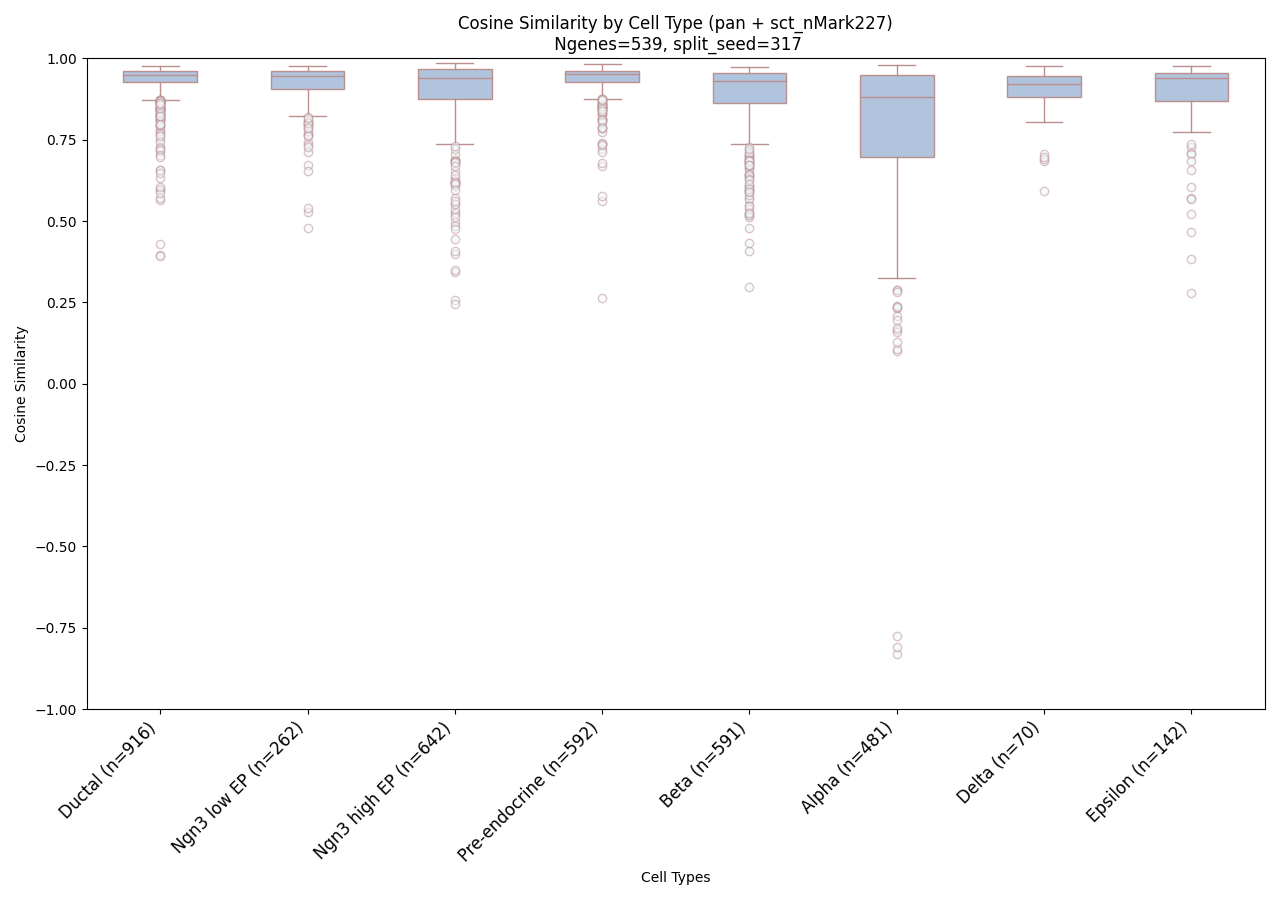 Cosine Similarity by Cell Type (pan + sct_nMark227)
Ngenes=539, split_seed=317
1.00
0.75
0.50
0.25
0.00
−0.25
−0.50
−0.75
−1.00
Cosine Similarity
Ductal (n=916)
Ngn3 low EP (n=262)
Ngn3 high EP (n=642)
Pre-endocrine (n=592)
Beta (n=591)
Alpha (n=481)
Delta (n=70)
Epsilon (n=142)
Cell Types